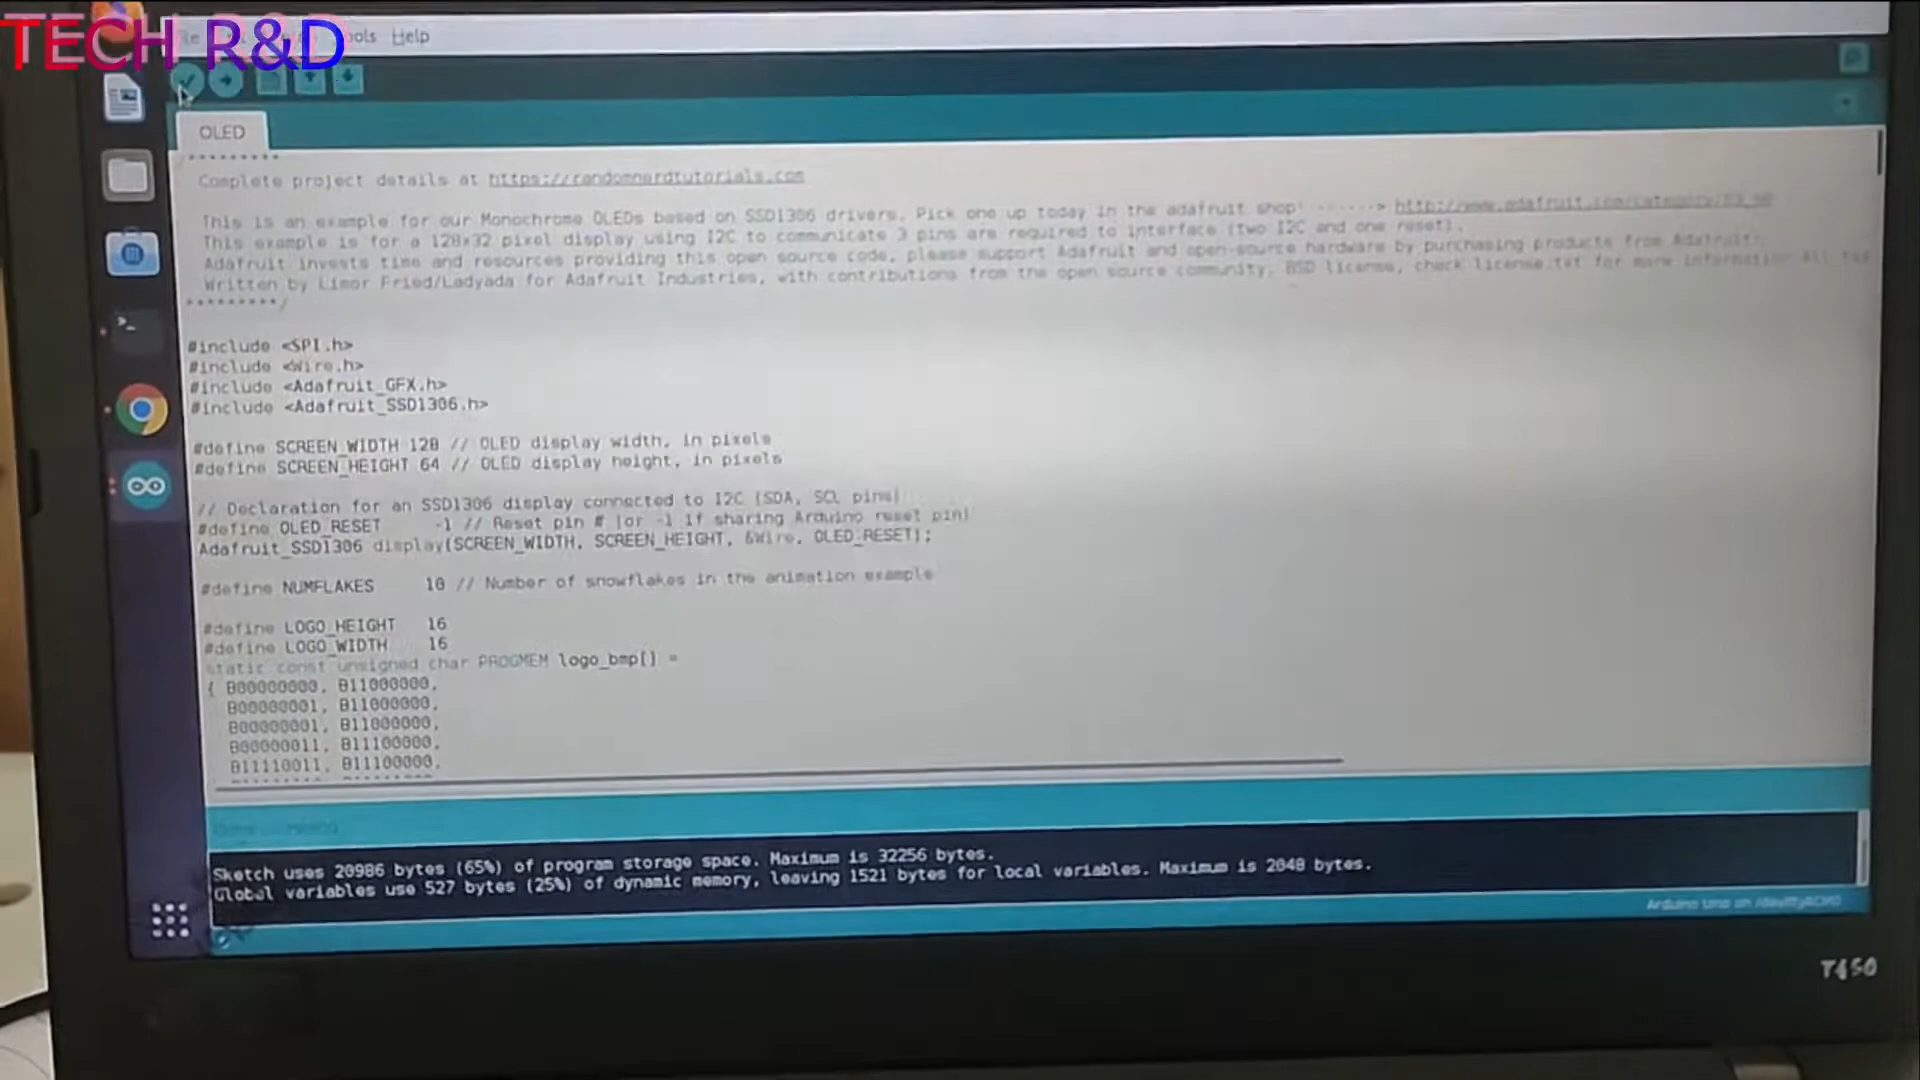 TECH R&D
Help
OLED
Complete project details at https://randomnerdtutorials.com
This is an example for our Monochrome OLEDs based on SSD1306 drivers. Pick one up today in the adafruit shop! ------>
This example is for a 128x32 pixel display using I2C to communicate 3 pins are required to interface (two I2C and one reset).
Adafruit invests time and resources providing this open source code, please support Adafruit and open-source hardware by purchasing products from Adafruit!
Written by Limor Fried/Ladyada for Adafruit Industries, with contributions from the open source community. BSD license, check license.txt for more information All
*********/
#include <SPI.h>
#include <Wire.h>
#include <Adafruit_GFX.h>
#include <Adafruit_SSD1306.h>
#define SCREEN_WIDTH 128 // OLED display width, in pixels
#define SCREEN_HEIGHT 64 // OLED display height, in pixels
// Declaration for an SSD1306 display connected to I2C (SDA, SCL pins)
#define OLED_RESET -1 // Reset pin # (or -1 if sharing Arduino reset pin)
Adafruit_SSD1306 display(SCREEN_WIDTH, SCREEN_HEIGHT, &Wire, OLED_RESET);
#define NUMFLAKES 10 // Number of snowflakes in the animation example
#define LOGO_HEIGHT 16
#define LOGO_WIDTH 16
static const unsigned char PROGMEM logo_bmp[] =
{ B00000000, B11000000,
B00000001, B11000000,
B00000001, B11000000,
B00000011, B11100000,
B11110011, B11100000,
Sketch uses 20986 bytes (65%) of program storage space. Maximum is 32256 bytes.
Global variables use 527 bytes (25%) of dynamic memory, leaving 1521 bytes for local variables. Maximum is 2048 bytes.
Arduino Uno on /dev/ttyACM0
T450